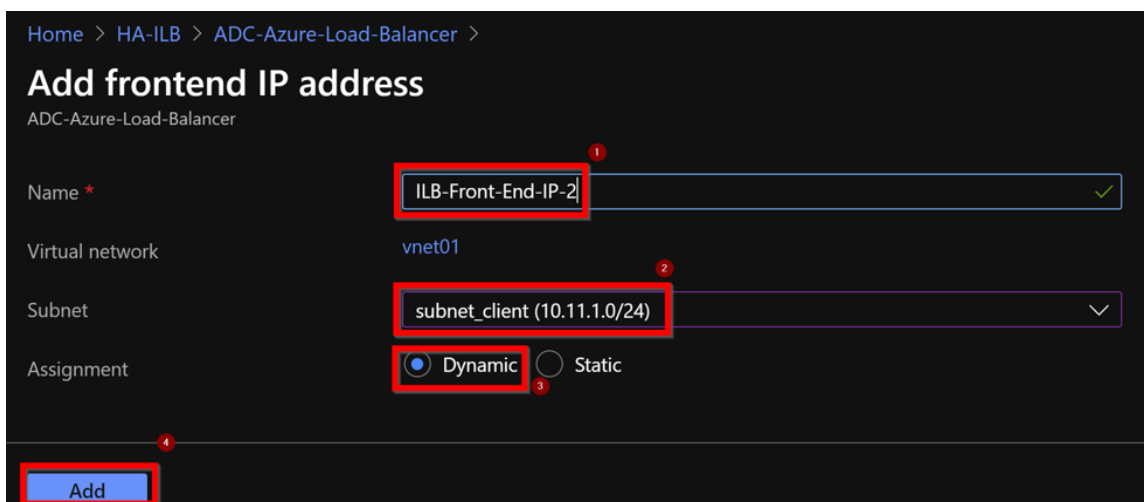 Home > HA-ILB > ADC-Azure-Load-Balancer >
Add frontend IP address
ADC-Azure-Load-Balancer
1
Name * ILB-Front-End-IP-2
Virtual network vnet01
2
Subnet subnet_client (10.11.1.0/24)
Assignment Dynamic Static
3
4
Add